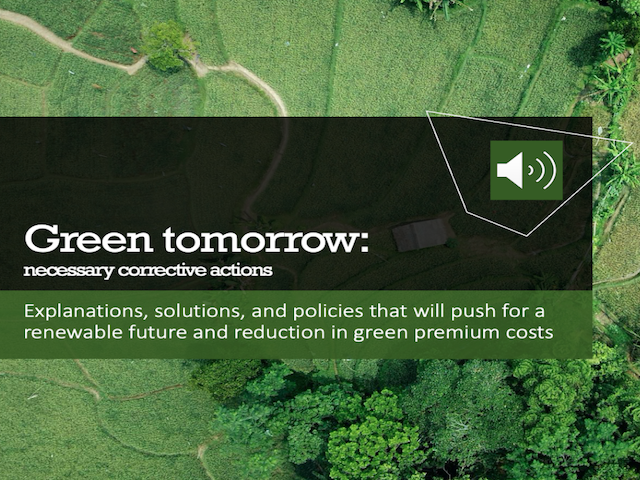 Green tomorrow:
necessary corrective actions
Explanations, solutions, and policies that will push for a
renewable future and reduction in green premium costs